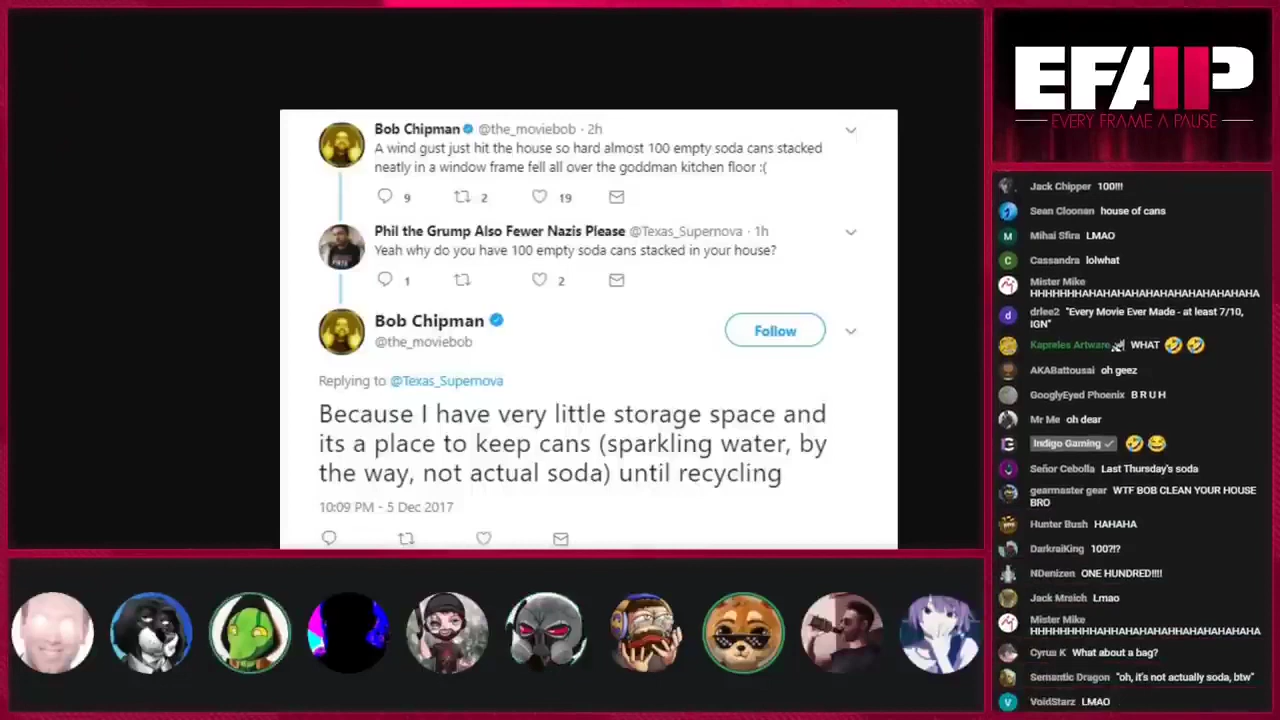 Bob Chipman @the_moviebob · 2h
A wind gust just hit the house so hard almost 100 empty soda cans stacked
neatly in a window frame fell all over the goddman kitchen floor :(
9 2 19
Phil the Grump Also Fewer Nazis Please @Texas_Supernova · 1h
Yeah why do you have 100 empty soda cans stacked in your house?
1 2
Bob Chipman
@the_moviebob
Follow
Replying to @Texas_Supernova
Because I have very little storage space and
its a place to keep cans (sparkling water, by
the way, not actual soda) until recycling
10:09 PM - 5 Dec 2017
EFAP
EVERY FRAME A PAUSE
Jack Chipper 100!!!
Sean Cloonan house of cans
Mihai Sfira LMAO
Cassandra lolwhat
Mister Mike
HHHHHHHAHAHAHAHAHAHAHAHAHAHA
drlee2 "Every Movie Ever Made - at least 7/10,
IGN"
Kapreles Artware WHAT 🤣 🤣
AKABattousai oh geez
GooglyEyed Phoenix B R U H
Mr Me oh dear
Indigo Gaming ✓ 🤣 😂
Señor Cebolla Last Thursday's soda
gearmaster gear WTF BOB CLEAN YOUR HOUSE
BRO
Hunter Bush HAHAHA
DarkraiKing 100?!?
NDenizen ONE HUNDRED!!!!
Jack Mrsich Lmao
Mister Mike
HHHHHHHHHAHHAHAHAHHAHAHAHAHA
Cyrus K What about a bag?
Semantic Dragon "oh, it's not actually soda, btw"
VoidStarz LMAO